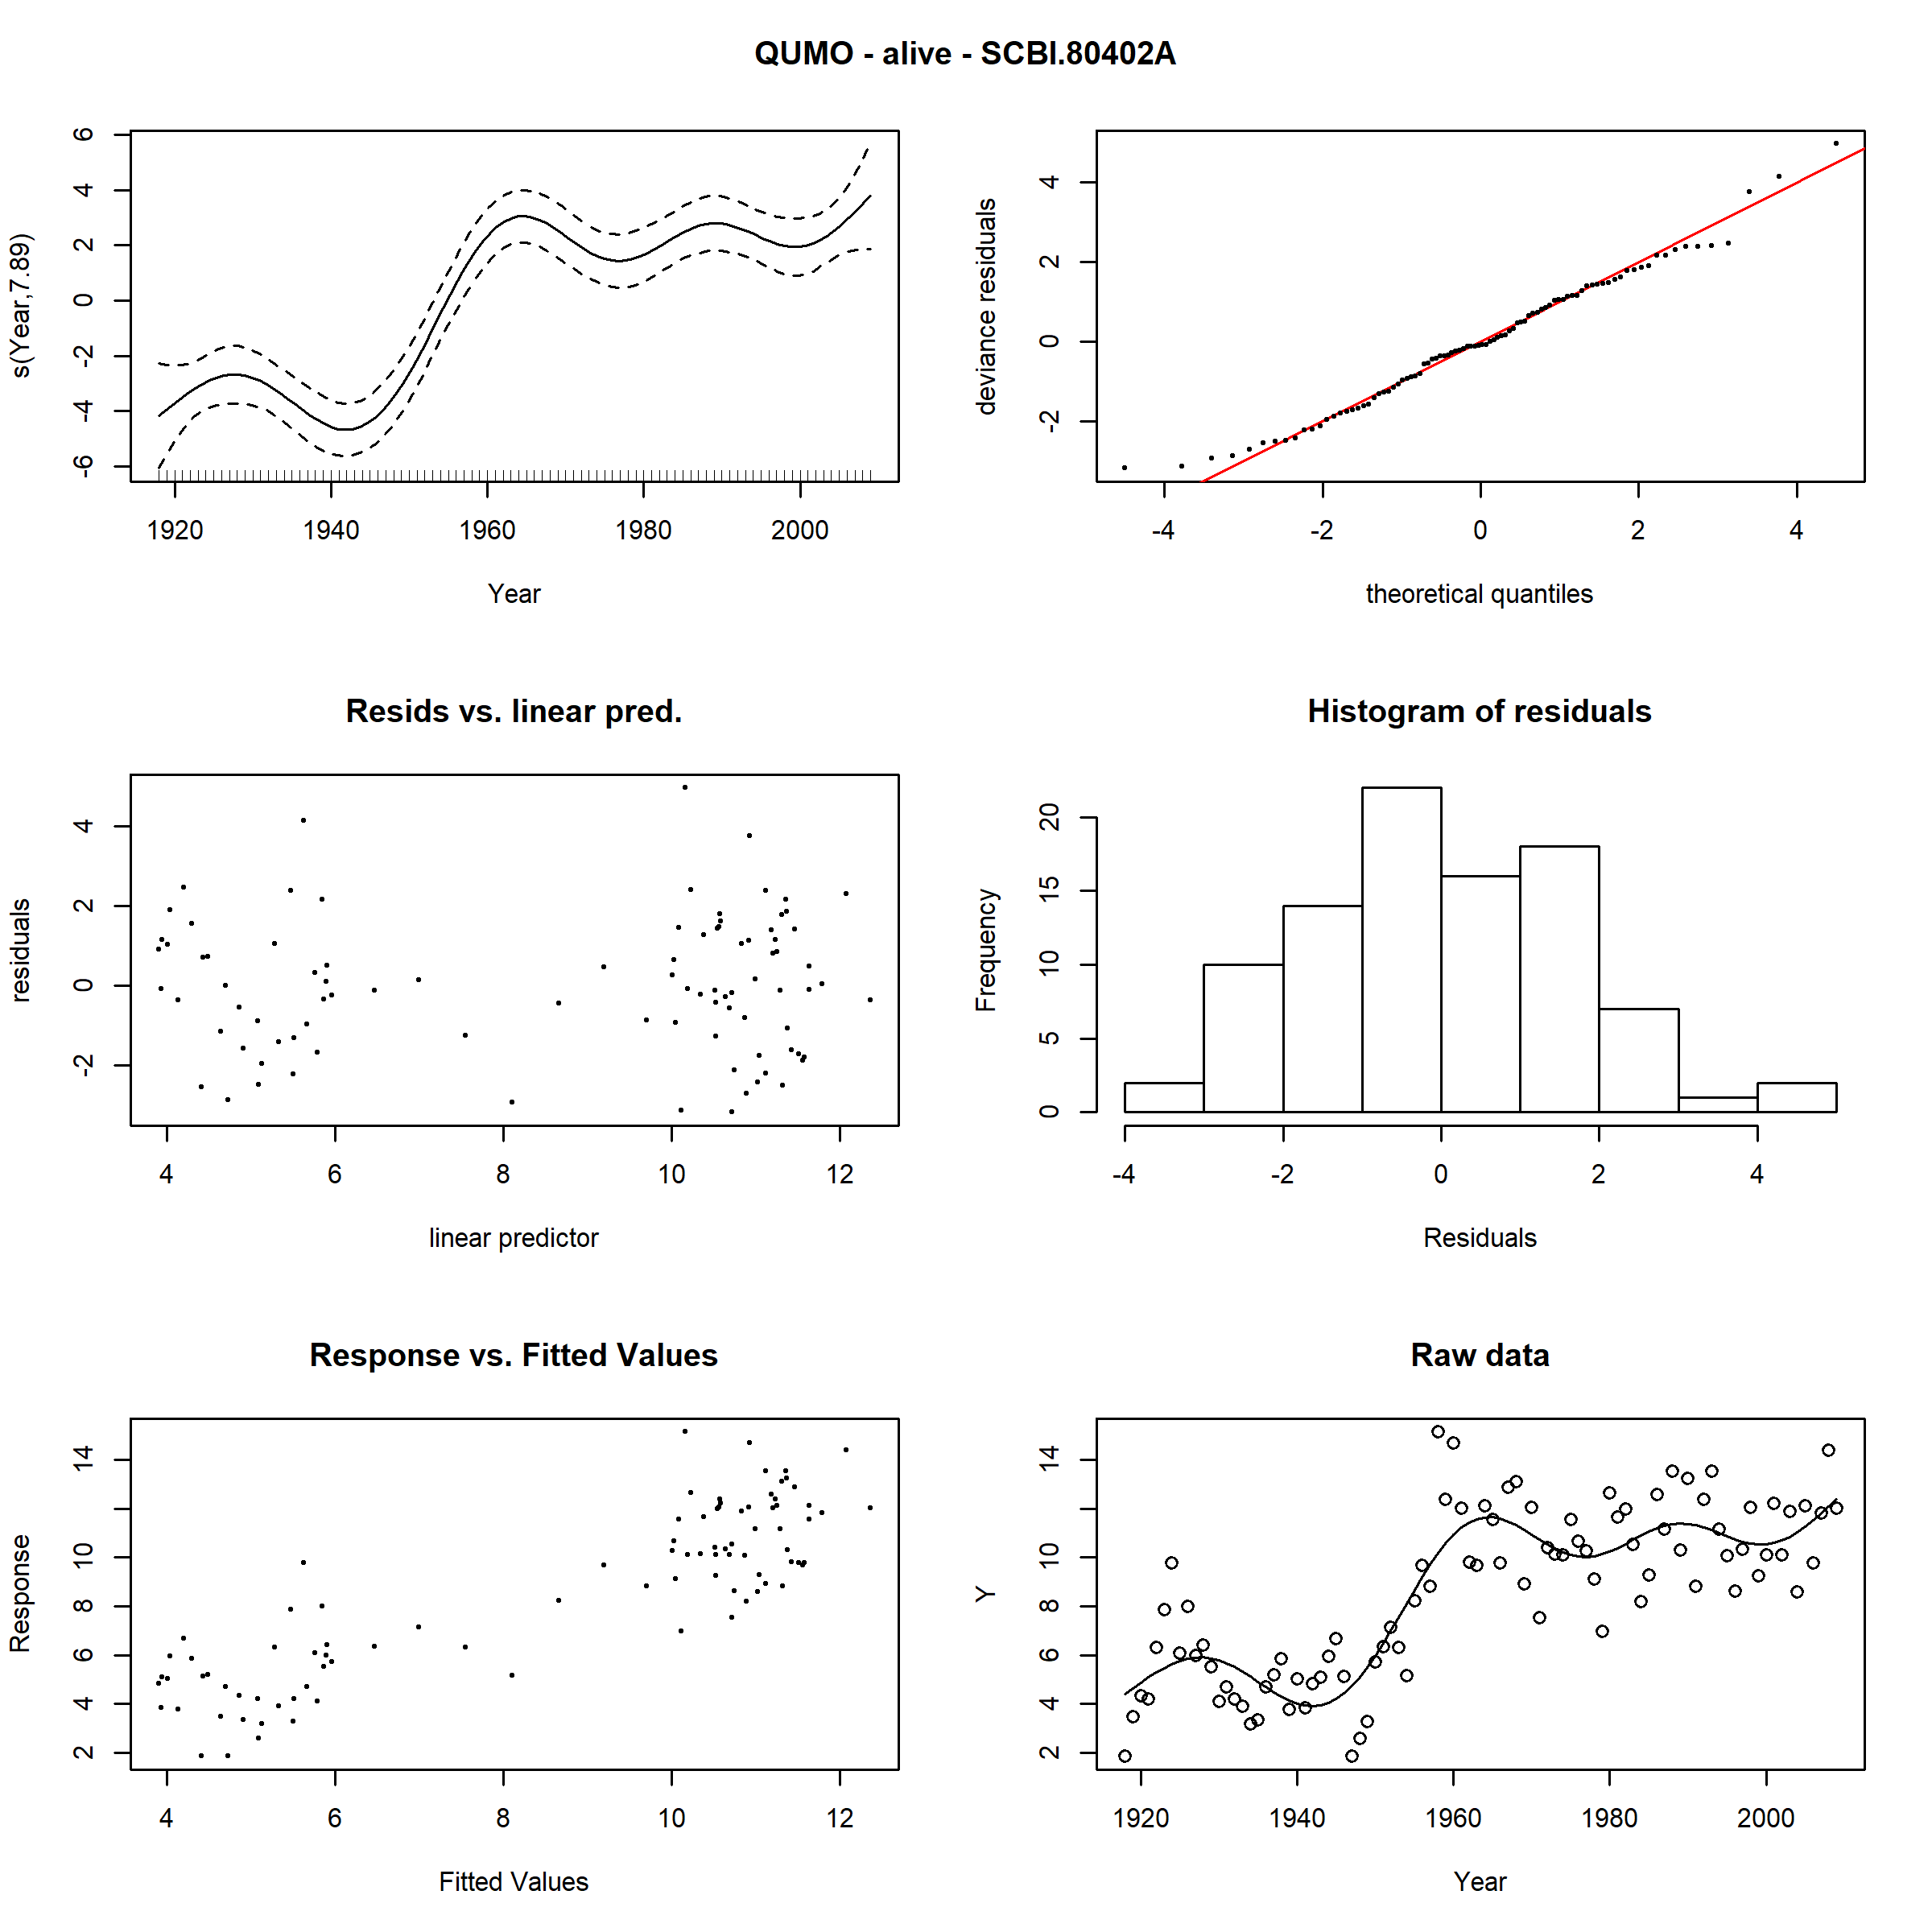 QUMO - alive - SCBI.80402A
s(Year,7.89)
6
4
2
0
-2
-4
-6
1920 1940 1960 1980 2000
Year
deviance residuals
4
2
0
-2
-4 -2 0 2 4
theoretical quantiles
Resids vs. linear pred.
residuals
4
2
0
-2
4 6 8 10 12
linear predictor
Histogram of residuals
Frequency
20
15
10
5
0
-4 -2 0 2 4
Residuals
Response vs. Fitted Values
Response
14
10
8
6
4
2
4 6 8 10 12
Fitted Values
Raw data
Y
14
10
8
6
4
2
1920 1940 1960 1980 2000
Year